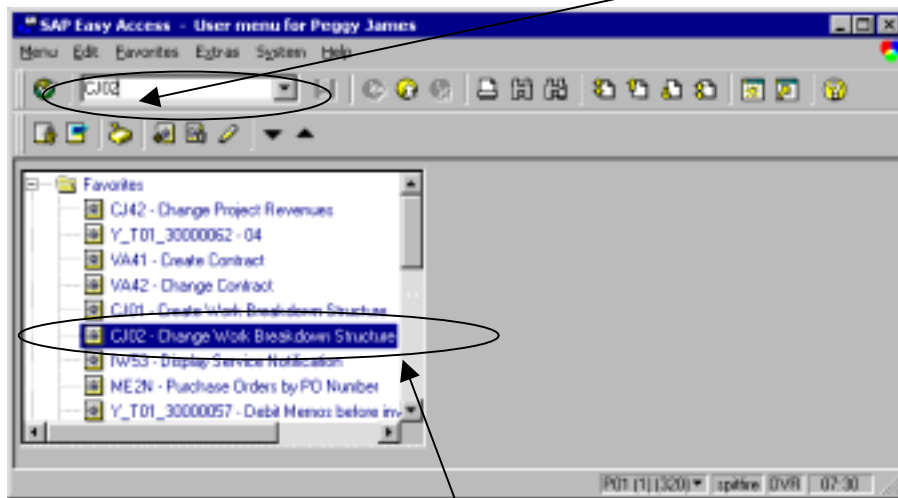 SAP Easy Access - User menu for Peggy James
Menu Edit Favorites Extras System Help
CJ02
Favorites
CJ42 - Change Project Revenues
Y_T01_30000062 - 04
VA41 - Create Contract
VA42 - Change Contract
CJ01 - Create Work Breakdown Structure
CJ02 - Change Work Breakdown Structure
IW53 - Display Service Notification
ME2N - Purchase Orders by PO Number
Y_T01_30000057 - Debit Memos before inv
P01 (1) (320) spitfire OVR 07:30